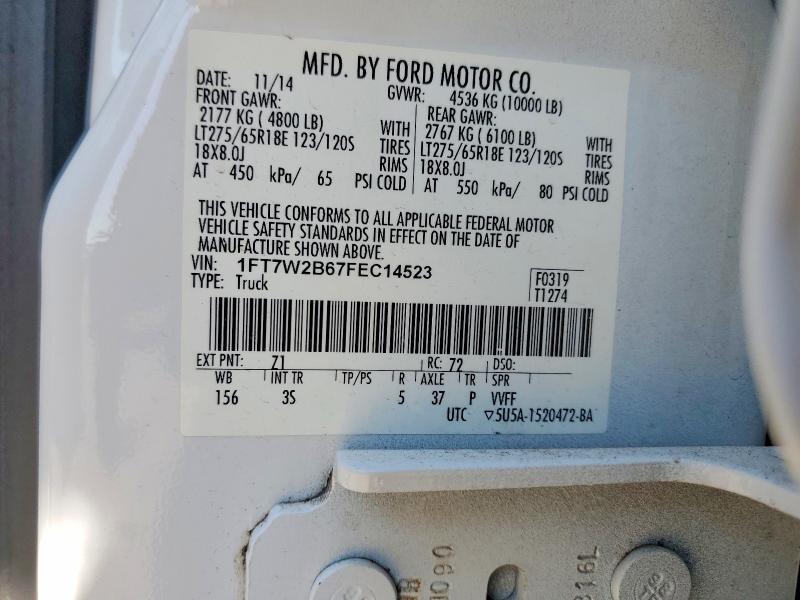 MFD. BY FORD MOTOR CO.
DATE: 11/14 GVWR: 4536 KG (10000 LB)
FRONT GAWR: REAR GAWR:
2177 KG ( 4800 LB) WITH 2767 KG ( 6100 LB) WITH
LT275/65R18E 123/120S TIRES LT275/65R18E 123/120S TIRES
18X8.0J RIMS 18X8.0J RIMS
AT 450 kPa/ 65 PSI COLD AT 550 kPa/ 80 PSI COLD
THIS VEHICLE CONFORMS TO ALL APPLICABLE FEDERAL MOTOR
VEHICLE SAFETY STANDARDS IN EFFECT ON THE DATE OF
MANUFACTURE SHOWN ABOVE.
VIN: 1FT7W2B67FEC14523 F0319
TYPE: Truck T1274
EXT PNT: Z1 RC: 72 DSO:
WB INT TR TP/PS R AXLE TR SPR
156 3S 5 37 P VVFF
UTC ▽5U5A-1520472-BA
316L